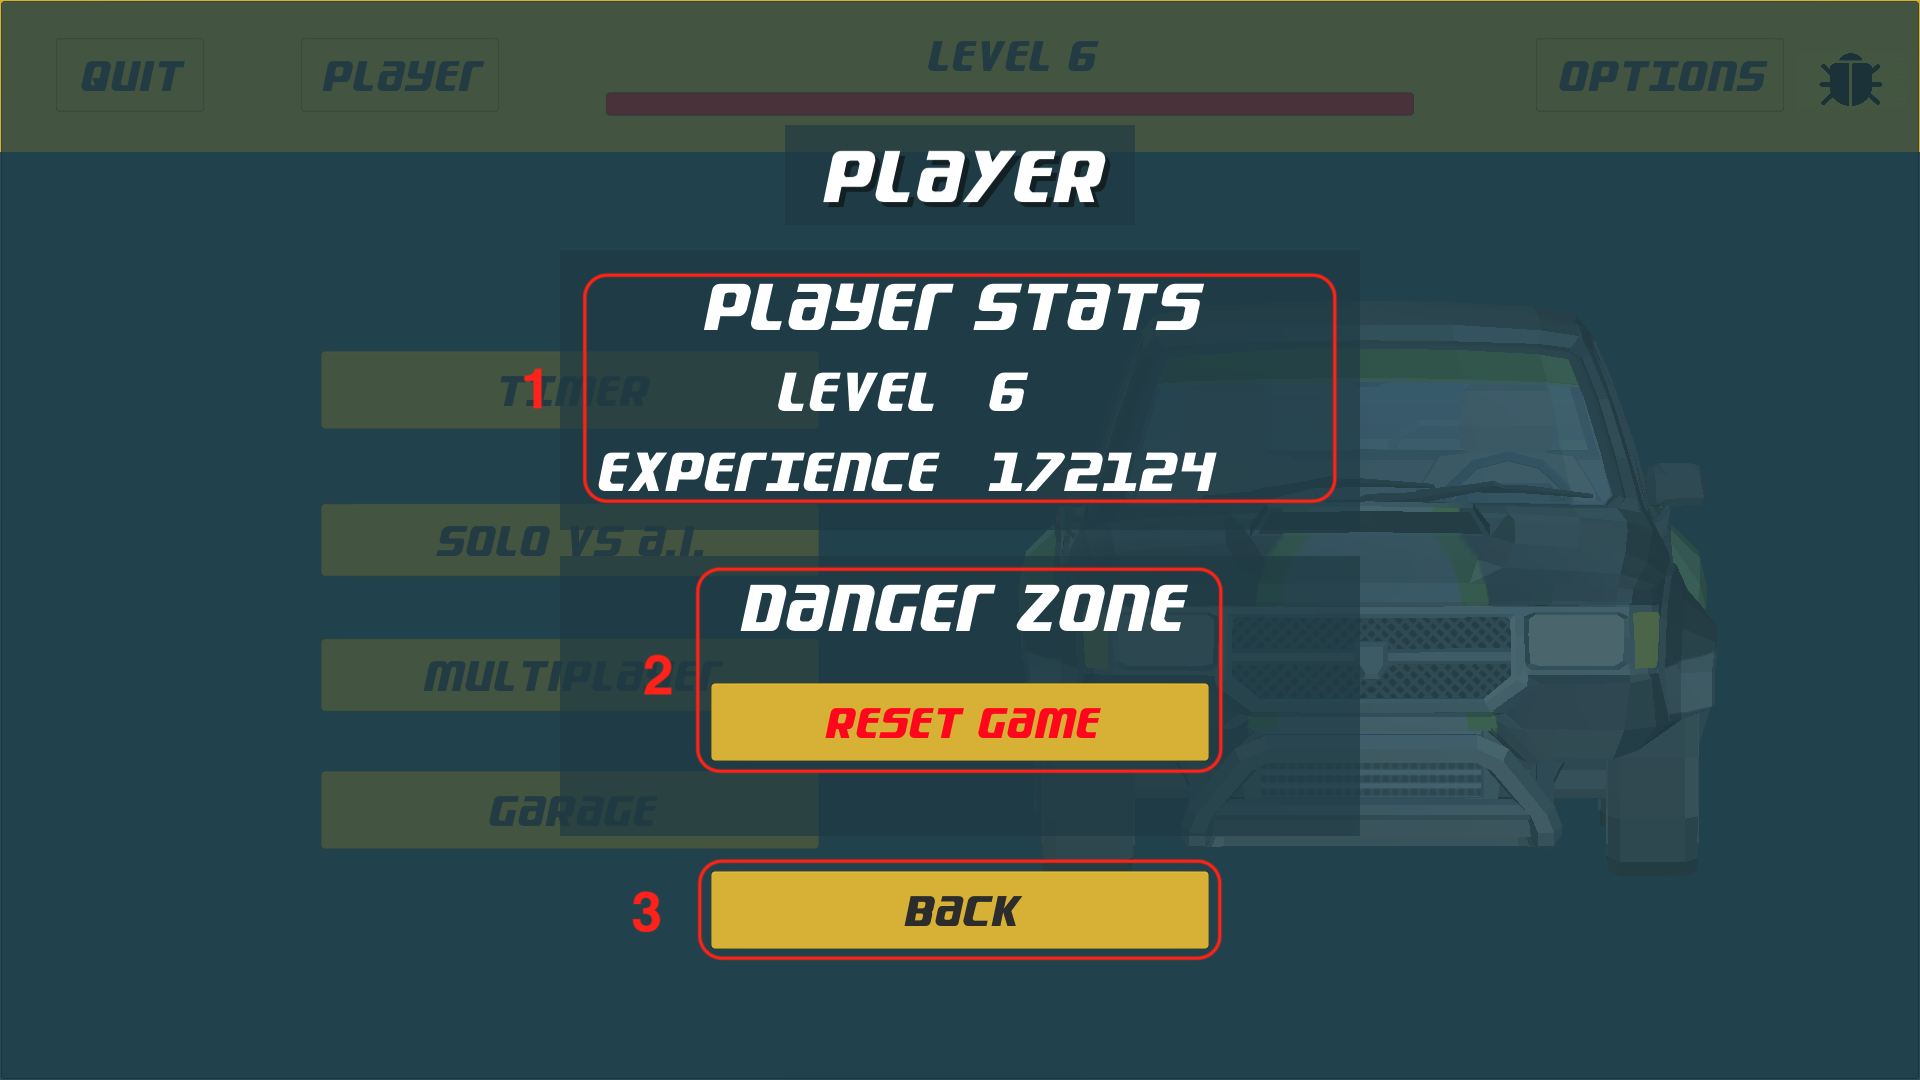 QUIT
PLAYER
LEVEL 6
OPTIONS
PLAYER
PLAYER STATS
LEVEL 6
EXPERIENCE 172124
1
TIMER
SOLO VS A.I.
DANGER ZONE
2
MULTIPLAYER
RESET GAME
GARAGE
3
BACK